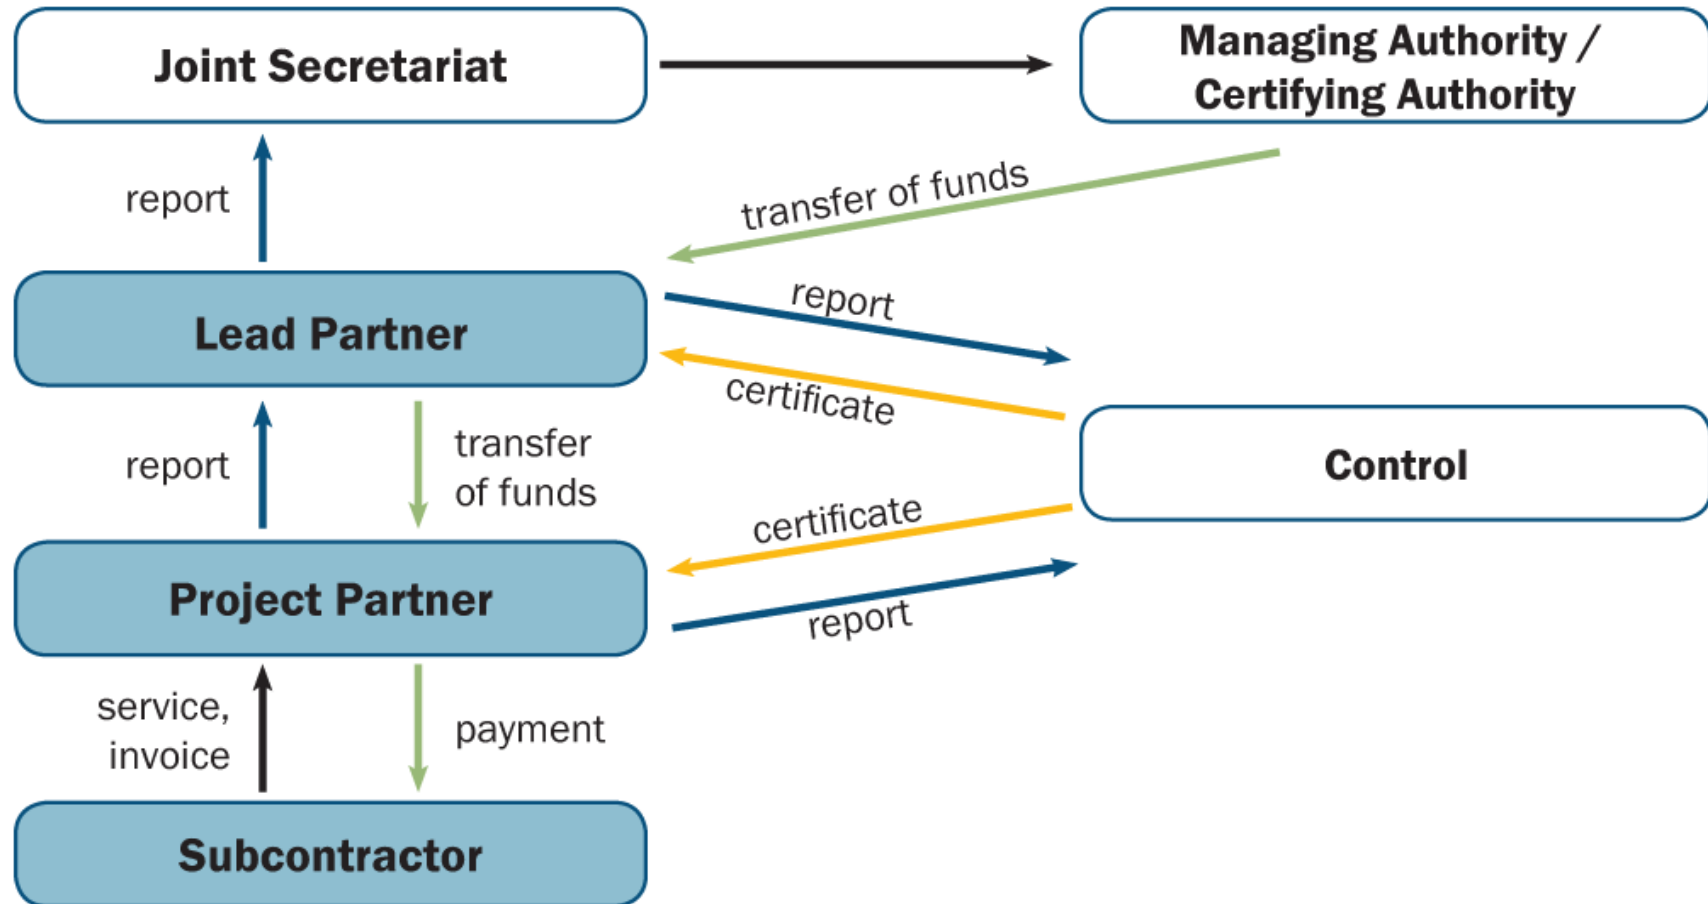 Joint Secretariat
Managing Authority /
Certifying Authority
report
transfer of funds
Lead Partner
report
certificate
report
transfer
of funds
Control
certificate
Project Partner
report
service,
invoice
payment
Subcontractor